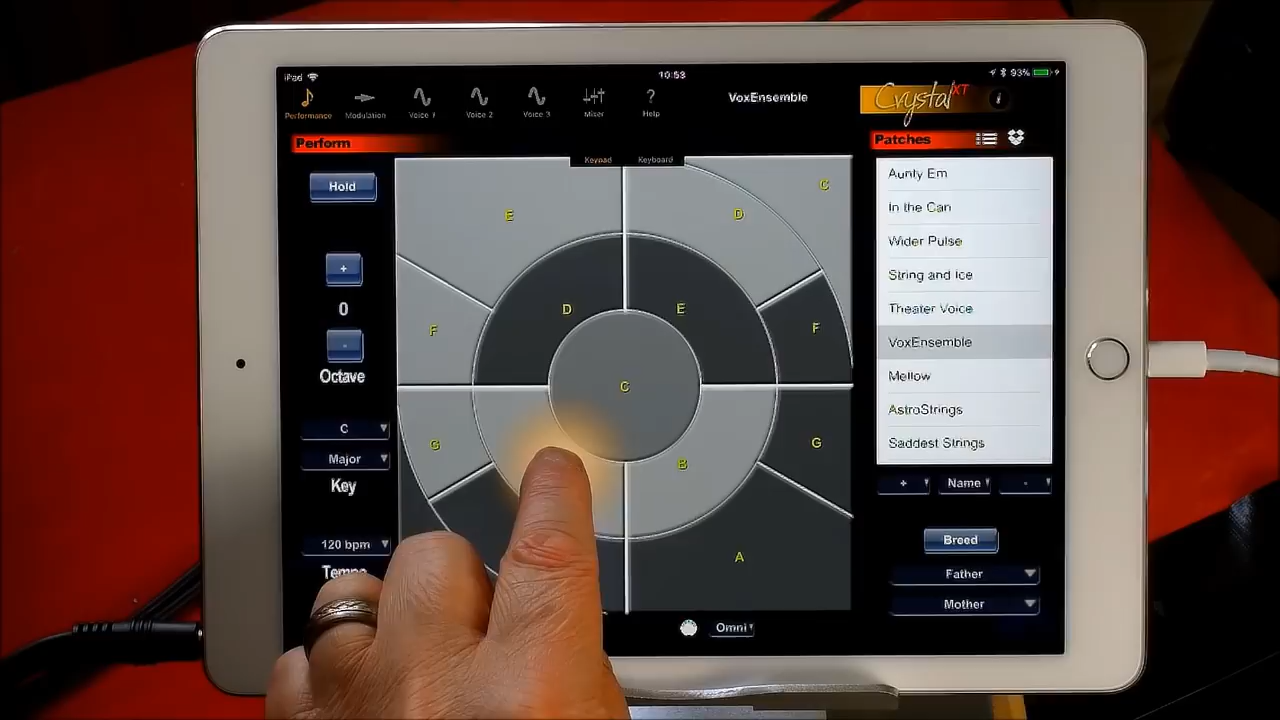 iPad
10:53
93%
Performance
Modulation
Voice 1
Voice 2
Voice 3
Mixer
?
Help
VoxEnsemble
Crystal XT
i
Perform
Keypad
Keyboard
Patches
Hold
+
0
-
Octave
C
Major
Key
120 bpm
E
D
C
D
E
F
F
C
G
B
G
A
Aunty Em
In the Can
Wider Pulse
String and Ice
Theater Voice
VoxEnsemble
Mellow
AstroStrings
Saddest Strings
+
Name
-
Breed
Father
Mother
Omni